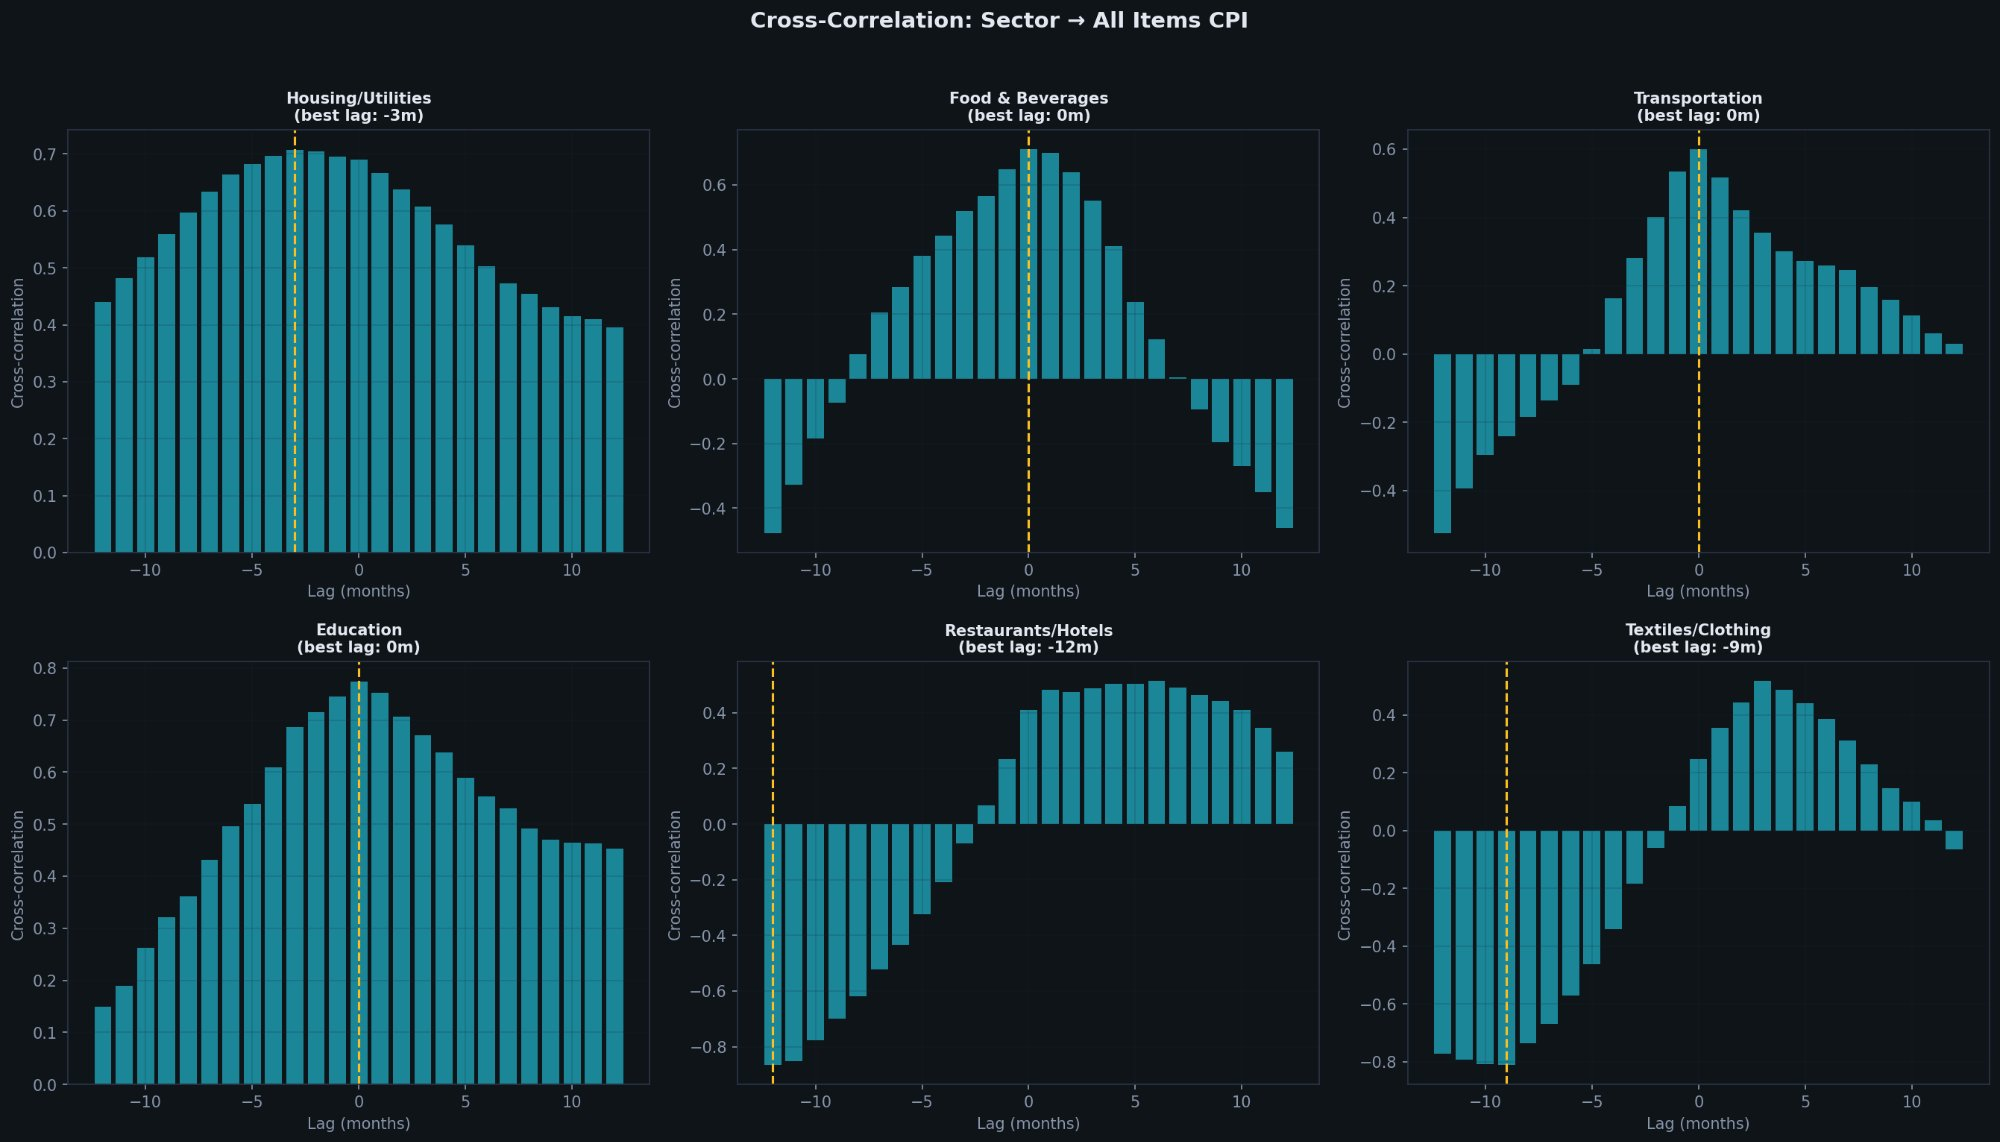 Cross-Correlation: Sector → All Items CPI
Housing/Utilities
(best lag: -3m)
Cross-correlation
0.7
0.6
0.5
0.4
0.3
0.2
0.1
0.0
−10 −5 0 5 10
Lag (months)
Food & Beverages
(best lag: 0m)
Cross-correlation
0.6
0.4
0.2
0.0
−0.2
−0.4
−10 −5 0 5 10
Lag (months)
Transportation
(best lag: 0m)
Cross-correlation
0.6
0.4
0.2
0.0
−0.2
−0.4
−10 −5 0 5 10
Lag (months)
Education
(best lag: 0m)
Cross-correlation
0.8
0.7
0.6
0.5
0.4
0.3
0.2
0.1
0.0
−10 −5 0 5 10
Lag (months)
Restaurants/Hotels
(best lag: -12m)
Cross-correlation
0.4
0.2
0.0
−0.2
−0.4
−0.6
−0.8
−10 −5 0 5 10
Lag (months)
Textiles/Clothing
(best lag: -9m)
Cross-correlation
0.4
0.2
0.0
−0.2
−0.4
−0.6
−0.8
−10 −5 0 5 10
Lag (months)